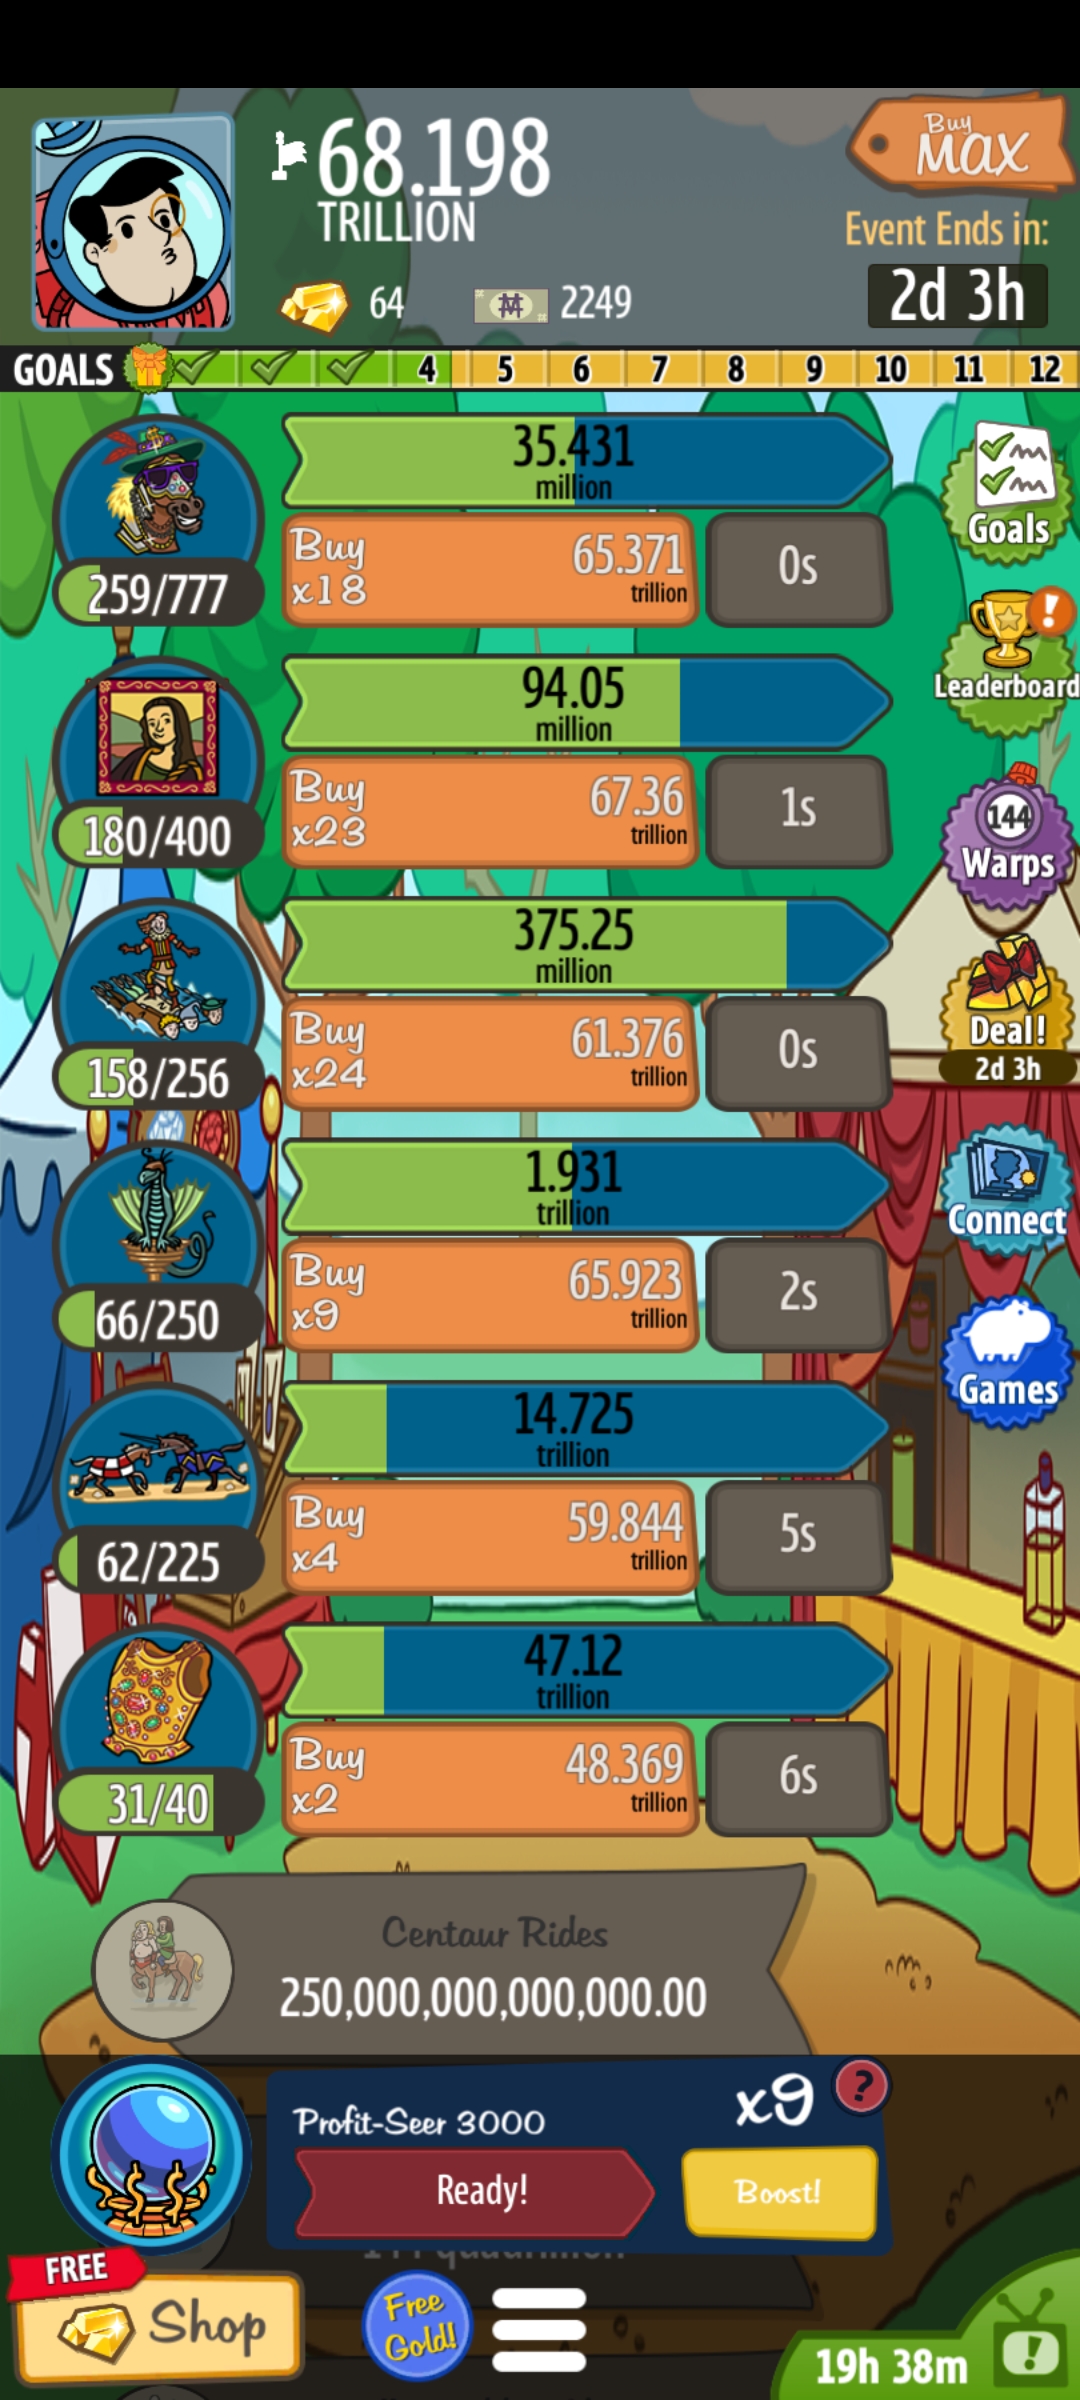 68.198
TRILLION
Buy
MAX
Event Ends in:
64
2249
2d 3h
GOALS
4
5
6
7
8
9
10
11
12
35.431
million
Buy
x18
65.371
trillion
0s
259/777
Goals
94.05
million
Leaderboard
Buy
x23
67.36
trillion
1s
180/400
144
Warps
375.25
million
Buy
x24
61.376
trillion
0s
158/256
Deal!
2d 3h
1.931
trillion
Connect
Buy
x9
65.923
trillion
2s
66/250
Games
14.725
trillion
Buy
x4
59.844
trillion
5s
62/225
47.12
trillion
Buy
x2
48.369
trillion
6s
31/40
Centaur Rides
250,000,000,000,000.00
Profit-Seer 3000
x9
?
Ready!
Boost!
FREE
Shop
Free
Gold!
19h 38m